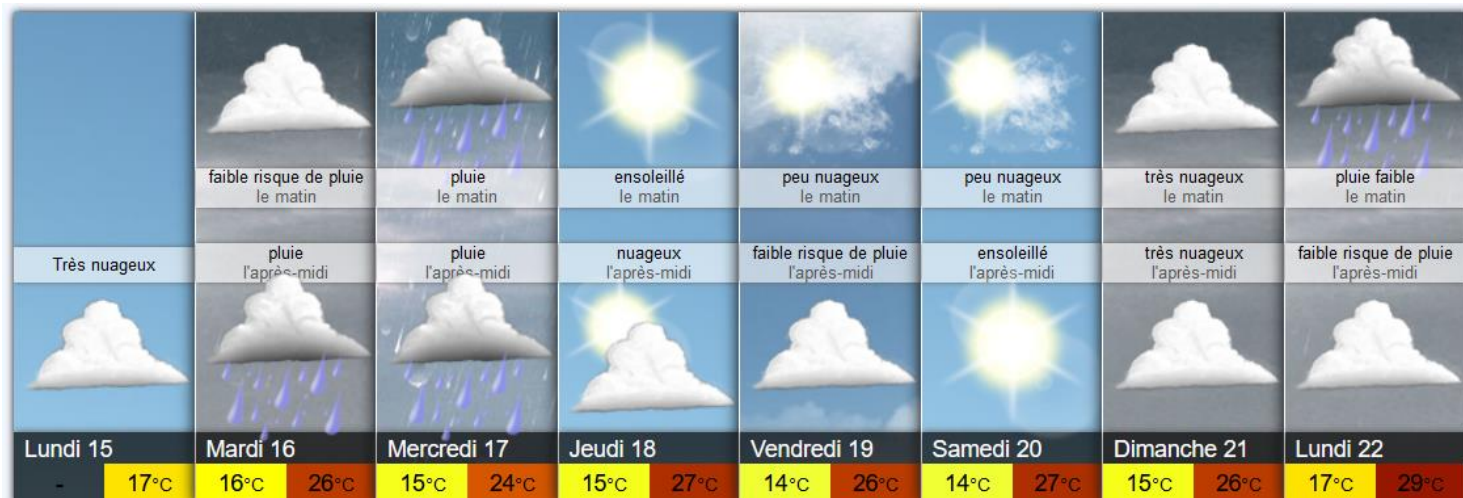 Très nuageux
Lundi 15
-
17°C
faible risque de pluie
le matin
pluie
l'après-midi
Mardi 16
16°C 26°C
pluie
le matin
pluie
l'après-midi
Mercredi 17
15°C 24°C
ensoleillé
le matin
nuageux
l'après-midi
Jeudi 18
15°C 27°C
peu nuageux
le matin
faible risque de pluie
l'après-midi
Vendredi 19
14°C 26°C
peu nuageux
le matin
ensoleillé
l'après-midi
Samedi 20
14°C 27°C
très nuageux
le matin
très nuageux
l'après-midi
Dimanche 21
15°C 26°C
pluie faible
le matin
faible risque de pluie
l'après-midi
Lundi 22
17°C 29°C